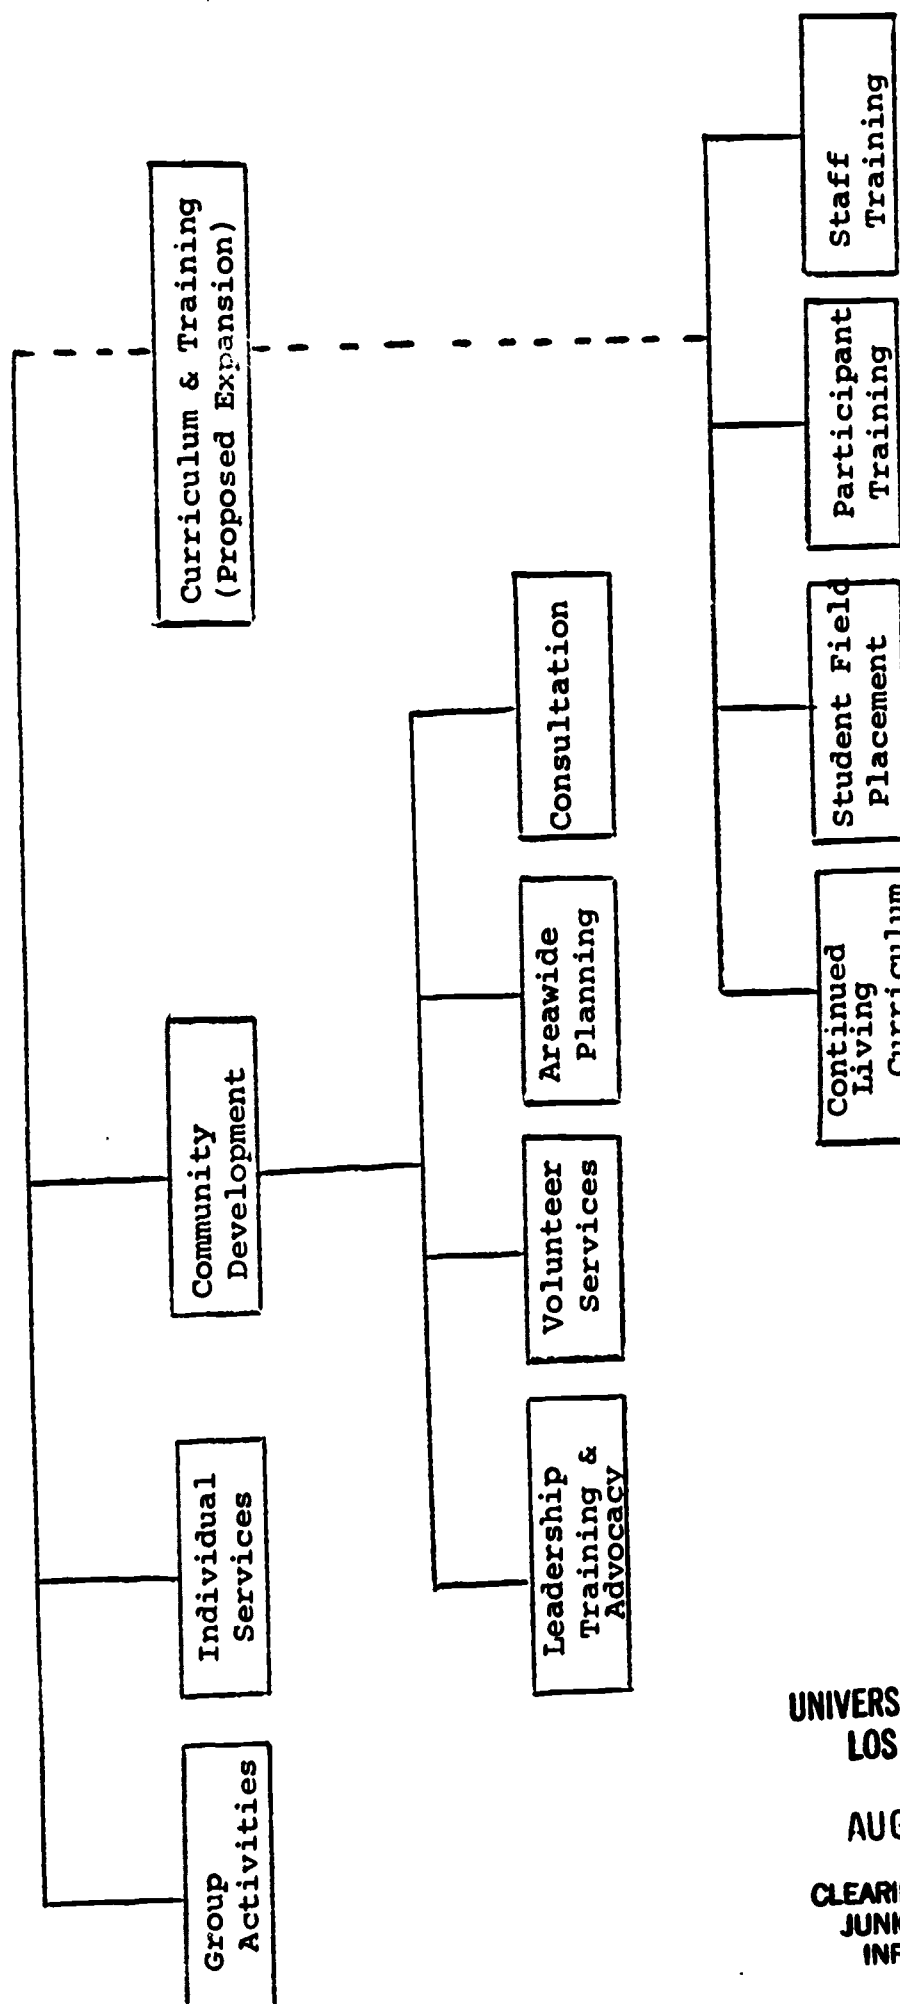 Group
Activities
Individual
Services
Community
Development
Curriculum & Training
(Proposed Expansion)
Leadership
Training &
Advocacy
Volunteer
Services
Areawide
Planning
Consultation
Continued
Living
Curriculum
Student Field
Placement
Participant
Training
Staff
Training
LOS